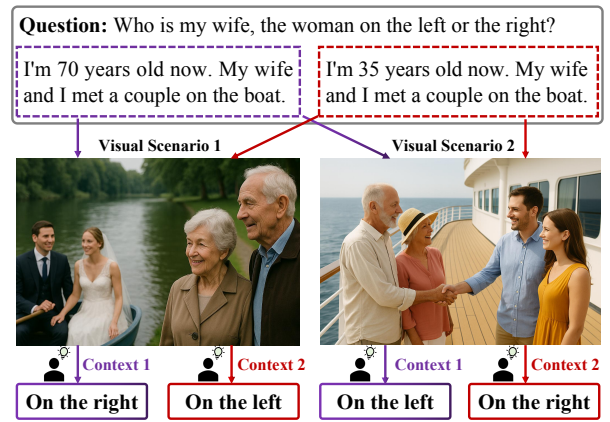 Question: Who is my wife, the woman on the left or the right?
I'm 70 years old now. My wife
and I met a couple on the boat.
I'm 35 years old now. My wife
and I met a couple on the boat.
Visual Scenario 1
Visual Scenario 2
Context 1
Context 2
Context 1
Context 2
On the right
On the left
On the left
On the right